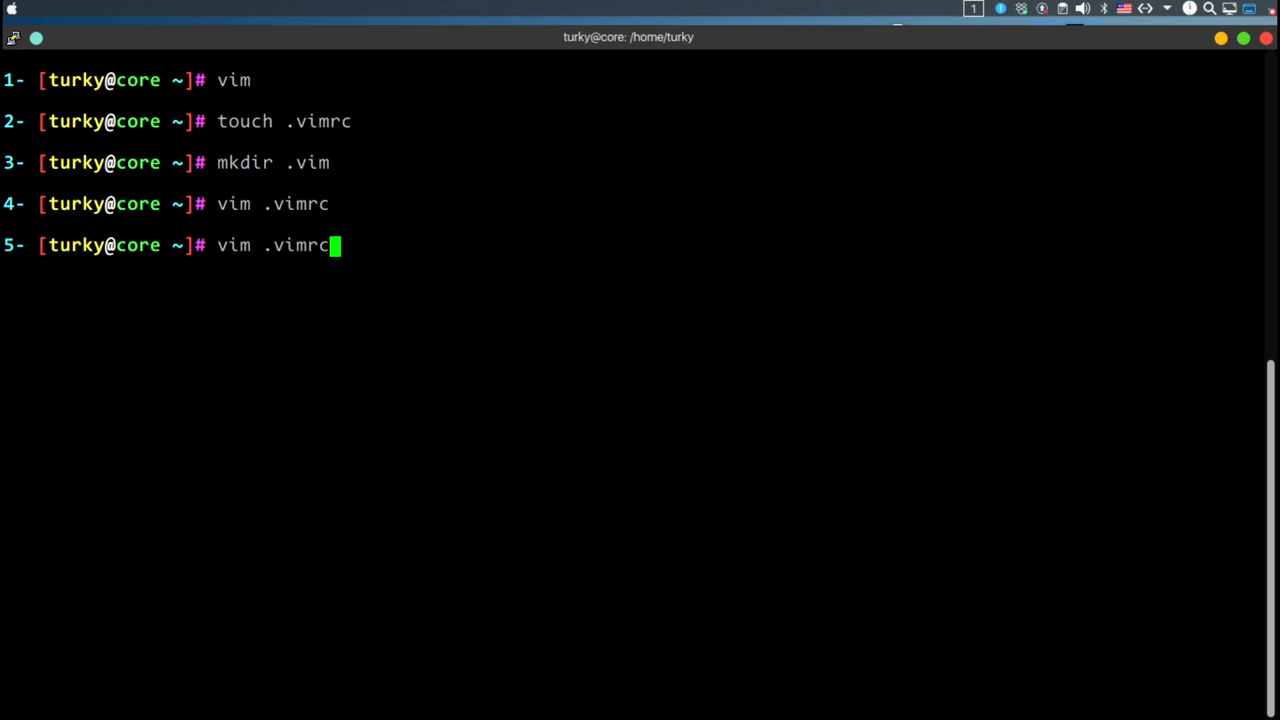 1
turky@core: /home/turky
1- [turky@core ~]# vim
2- [turky@core ~]# touch .vimrc
3- [turky@core ~]# mkdir .vim
4- [turky@core ~]# vim .vimrc
5- [turky@core ~]# vim .vimrc